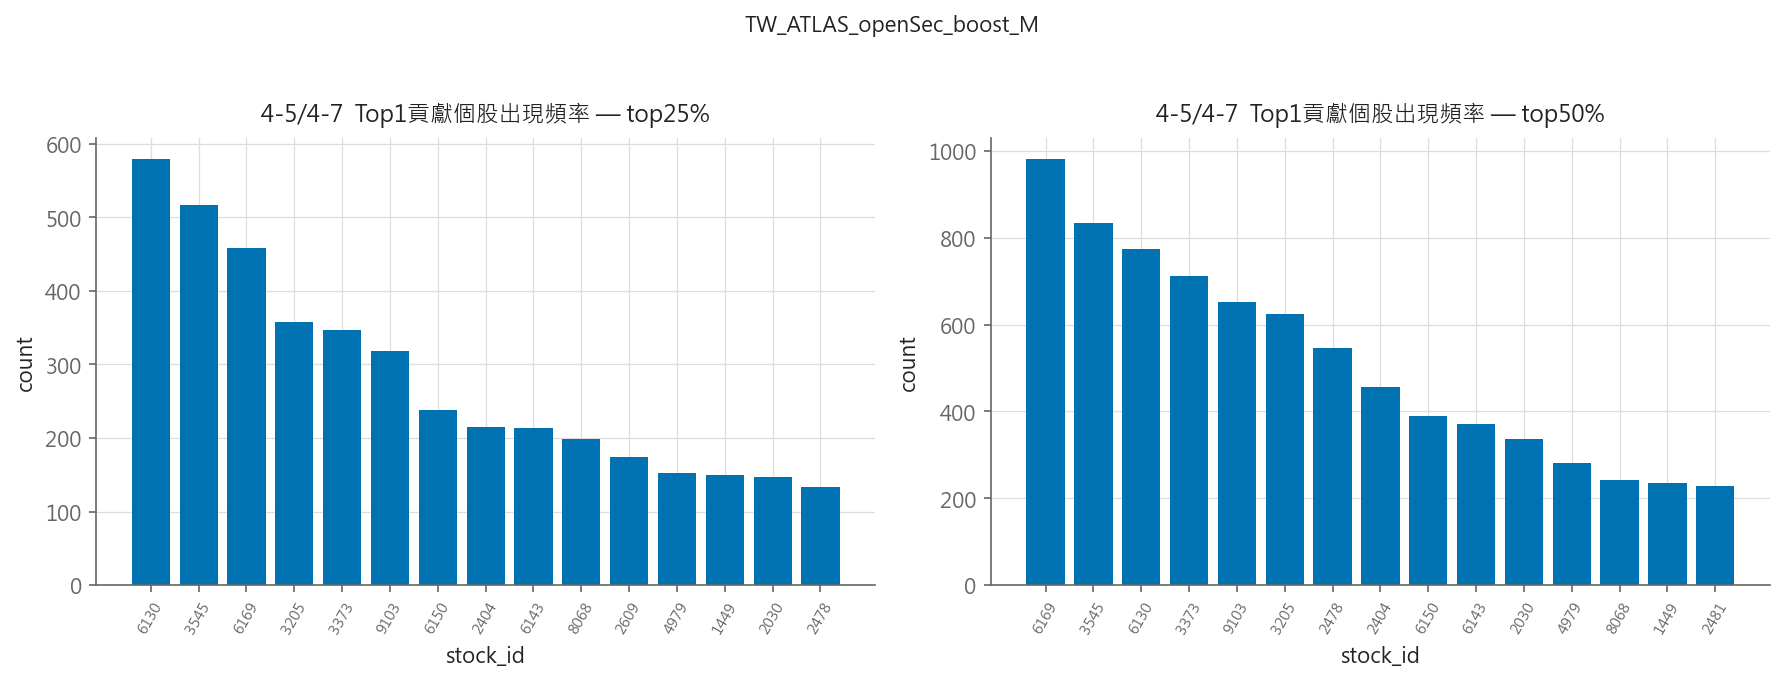 TW_ATLAS_openSec_boost_M
4-5/4-7 Top1貢獻個股出現頻率 — top25%
600
500
400
300
200
100
0
count
6130 3545 6169 3205 3373 9103 6150 2404 6143 8068 2609 4979 1449 2030 2478
stock_id
4-5/4-7 Top1貢獻個股出現頻率 — top50%
1000
800
600
400
200
0
count
6169 3545 6130 3373 9103 3205 2478 2404 6150 6143 2030 4979 8068 1449 2481
stock_id